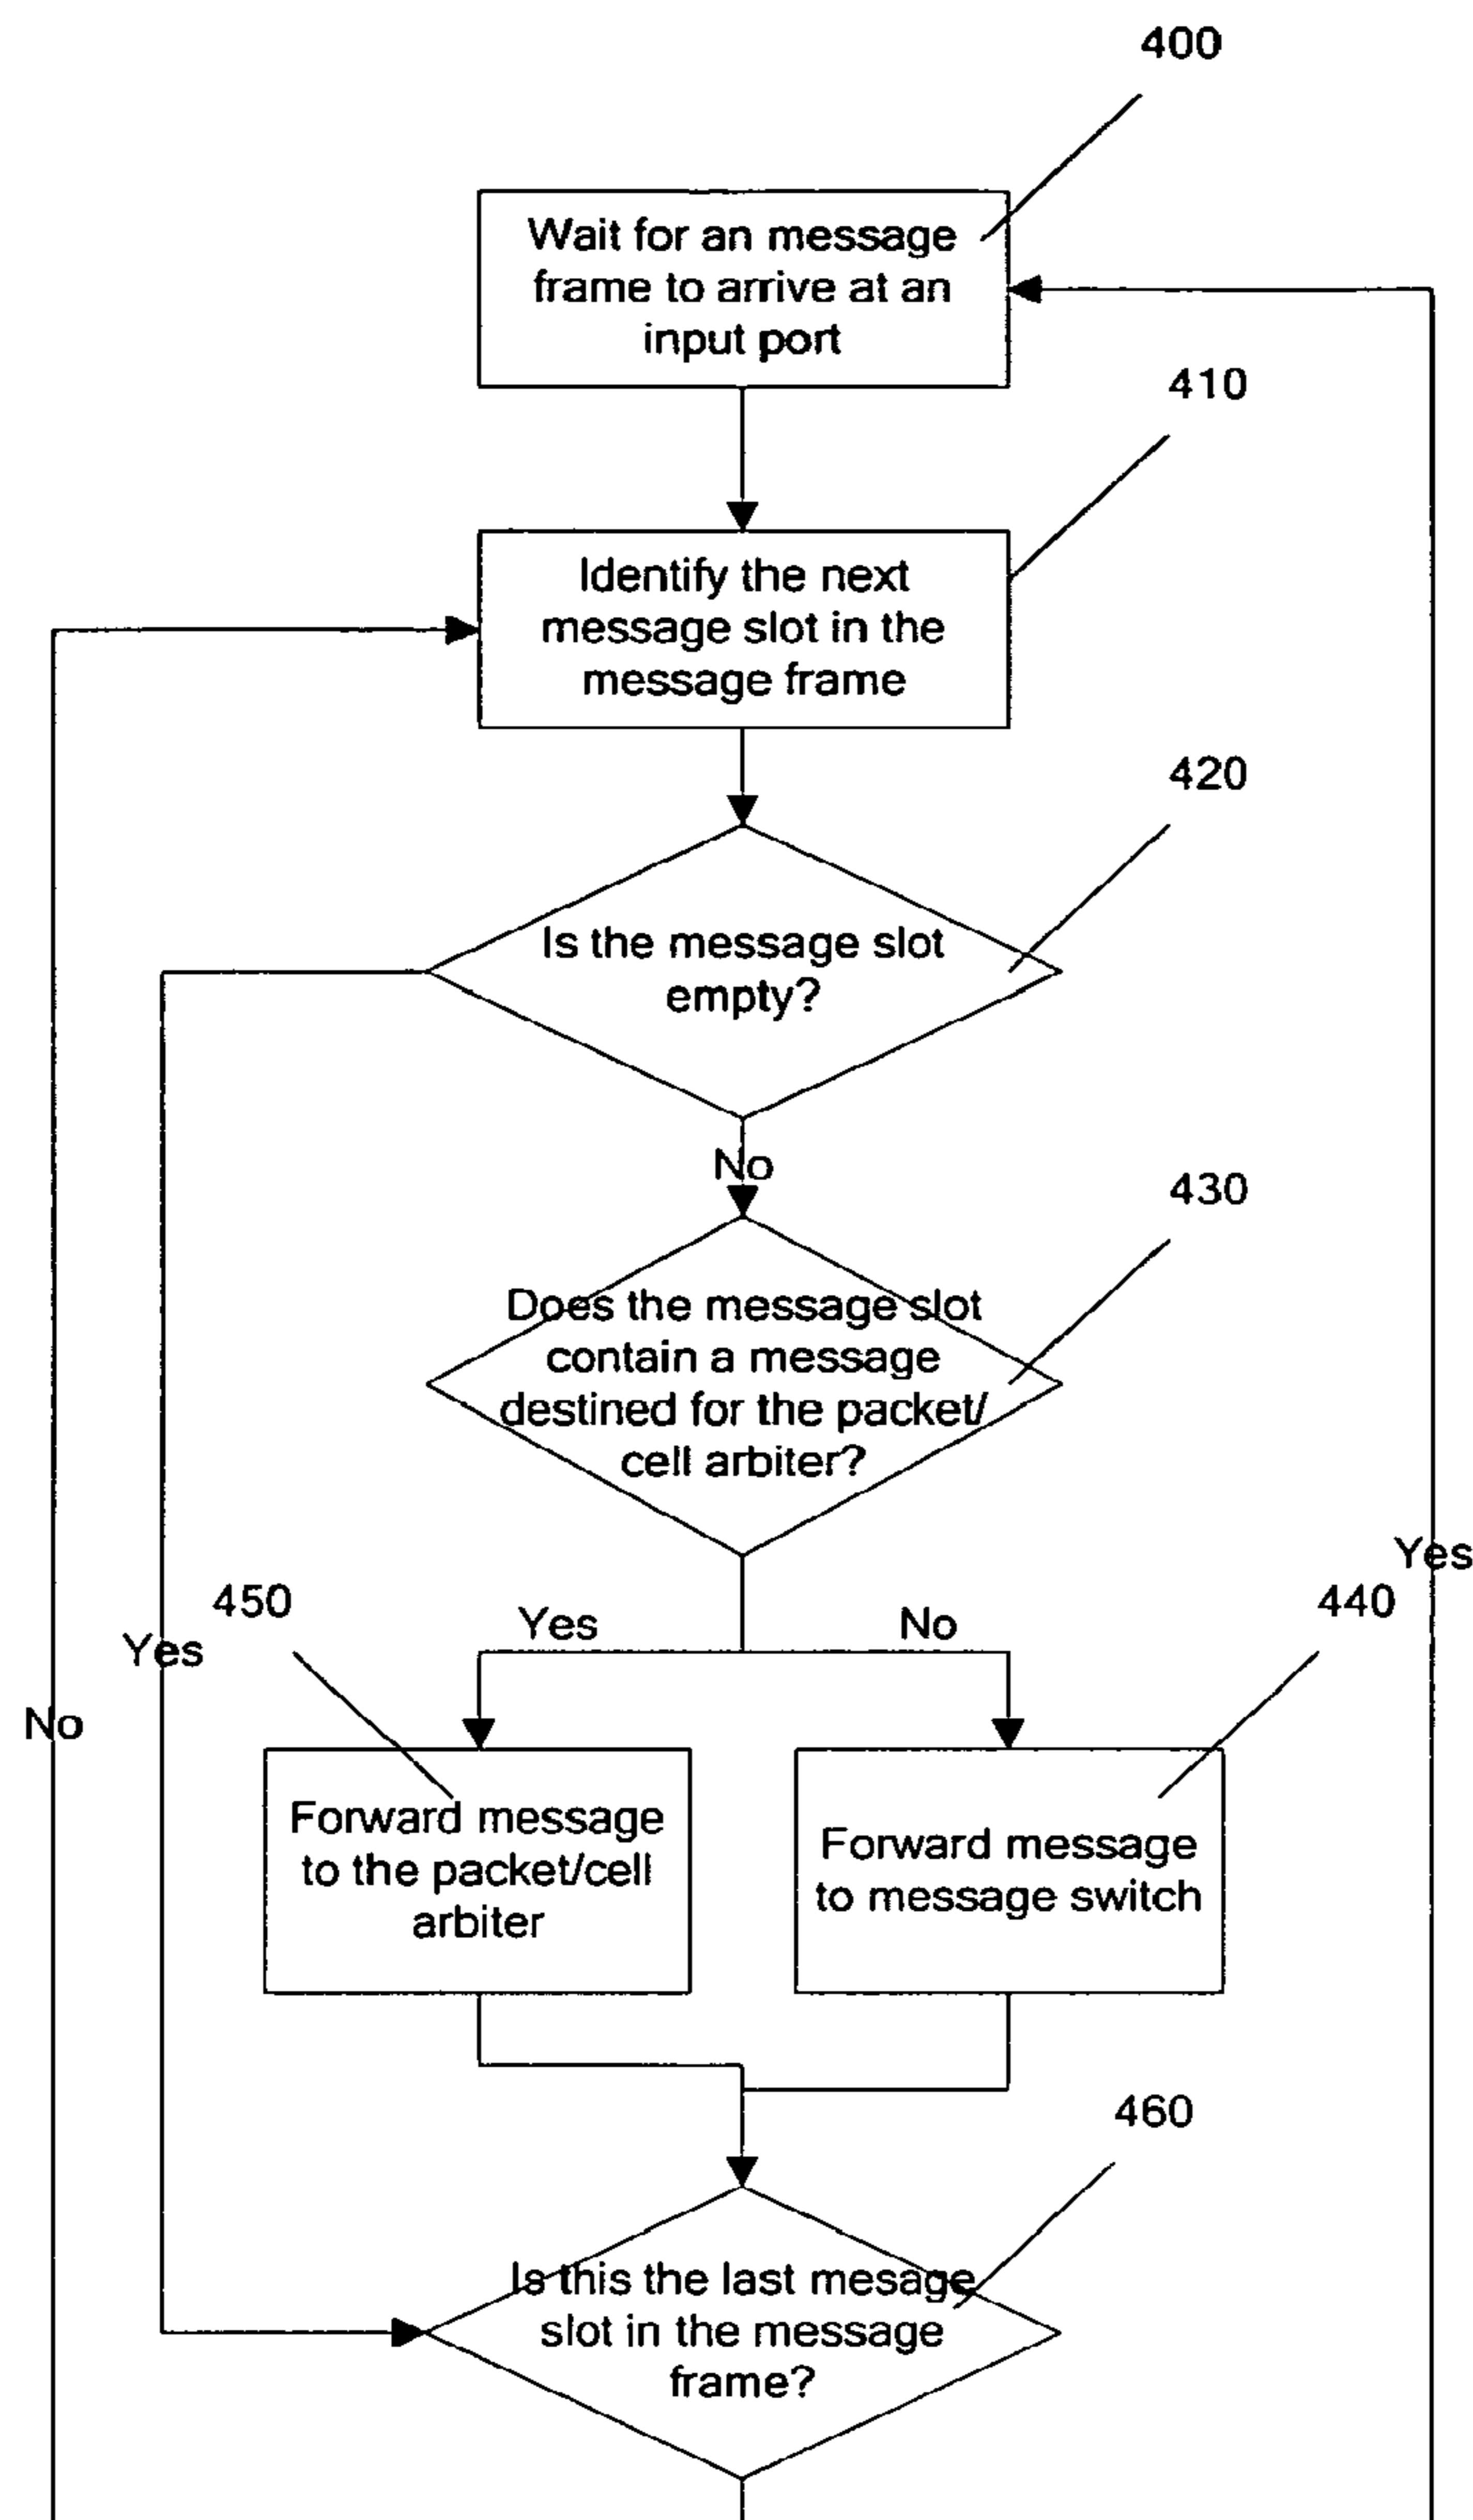 400
Wait for an message
frame to arrive at an
input port
410
Identify the next
message slot in the
message frame
420
Is the message slot
empty?
No
430
Does the message slot
contain a message
destined for the packet/
cell arbiter?
Yes
450
440
Yes
No
Yes
No
Forward message
to the packet/cell
arbiter
Forward message
to message switch
460
Is this the last mesage
slot in the message
frame?